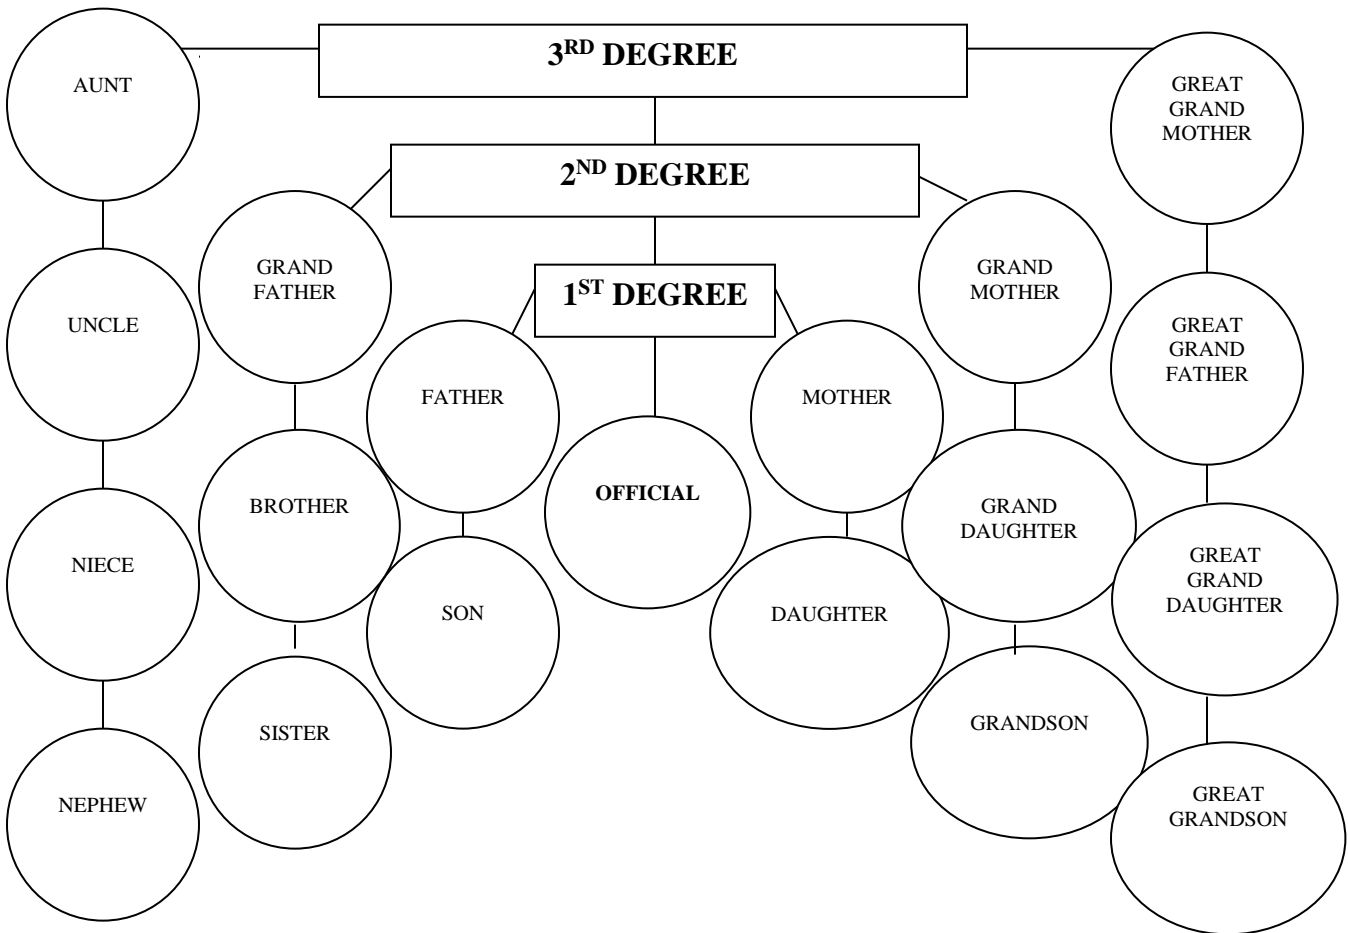 3RD DEGREE
2ND DEGREE
1ST DEGREE
AUNT
UNCLE
NIECE
NEPHEW
GRAND
FATHER
BROTHER
SISTER
FATHER
SON
OFFICIAL
MOTHER
DAUGHTER
GRAND
MOTHER
GRAND
DAUGHTER
GRANDSON
GREAT
GRAND
MOTHER
GREAT
GRAND
FATHER
GREAT
GRAND
DAUGHTER
GREAT
GRANDSON